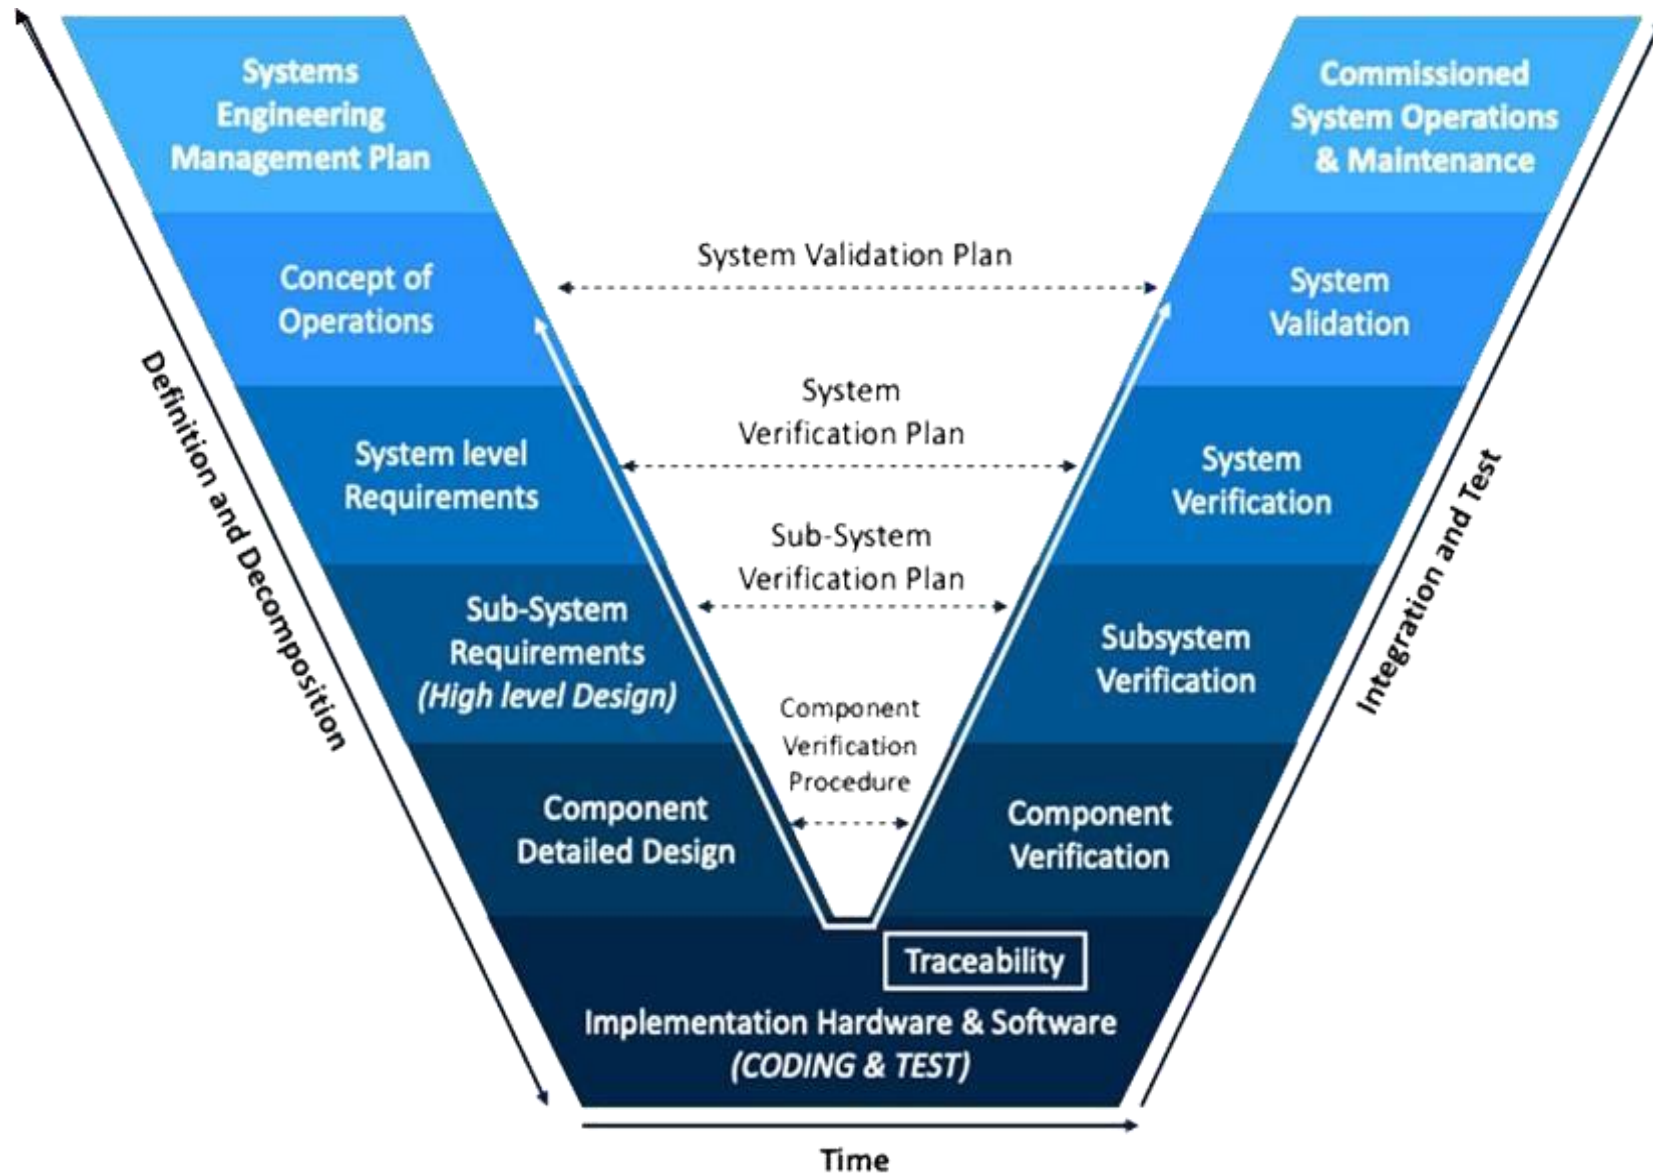 Systems
Engineering
Management Plan
Concept of
Operations
System level
Requirements
Sub-System
Requirements
(High level Design)
Component
Detailed Design
Definition and Decomposition
System Validation Plan
System
Verification Plan
Sub-System
Verification Plan
Component
Verification
Procedure
Commissioned
System Operations
& Maintenance
System
Validation
System
Verification
Subsystem
Verification
Component
Verification
Integration and Test
Traceability
Implementation Hardware & Software
(CODING & TEST)
Time